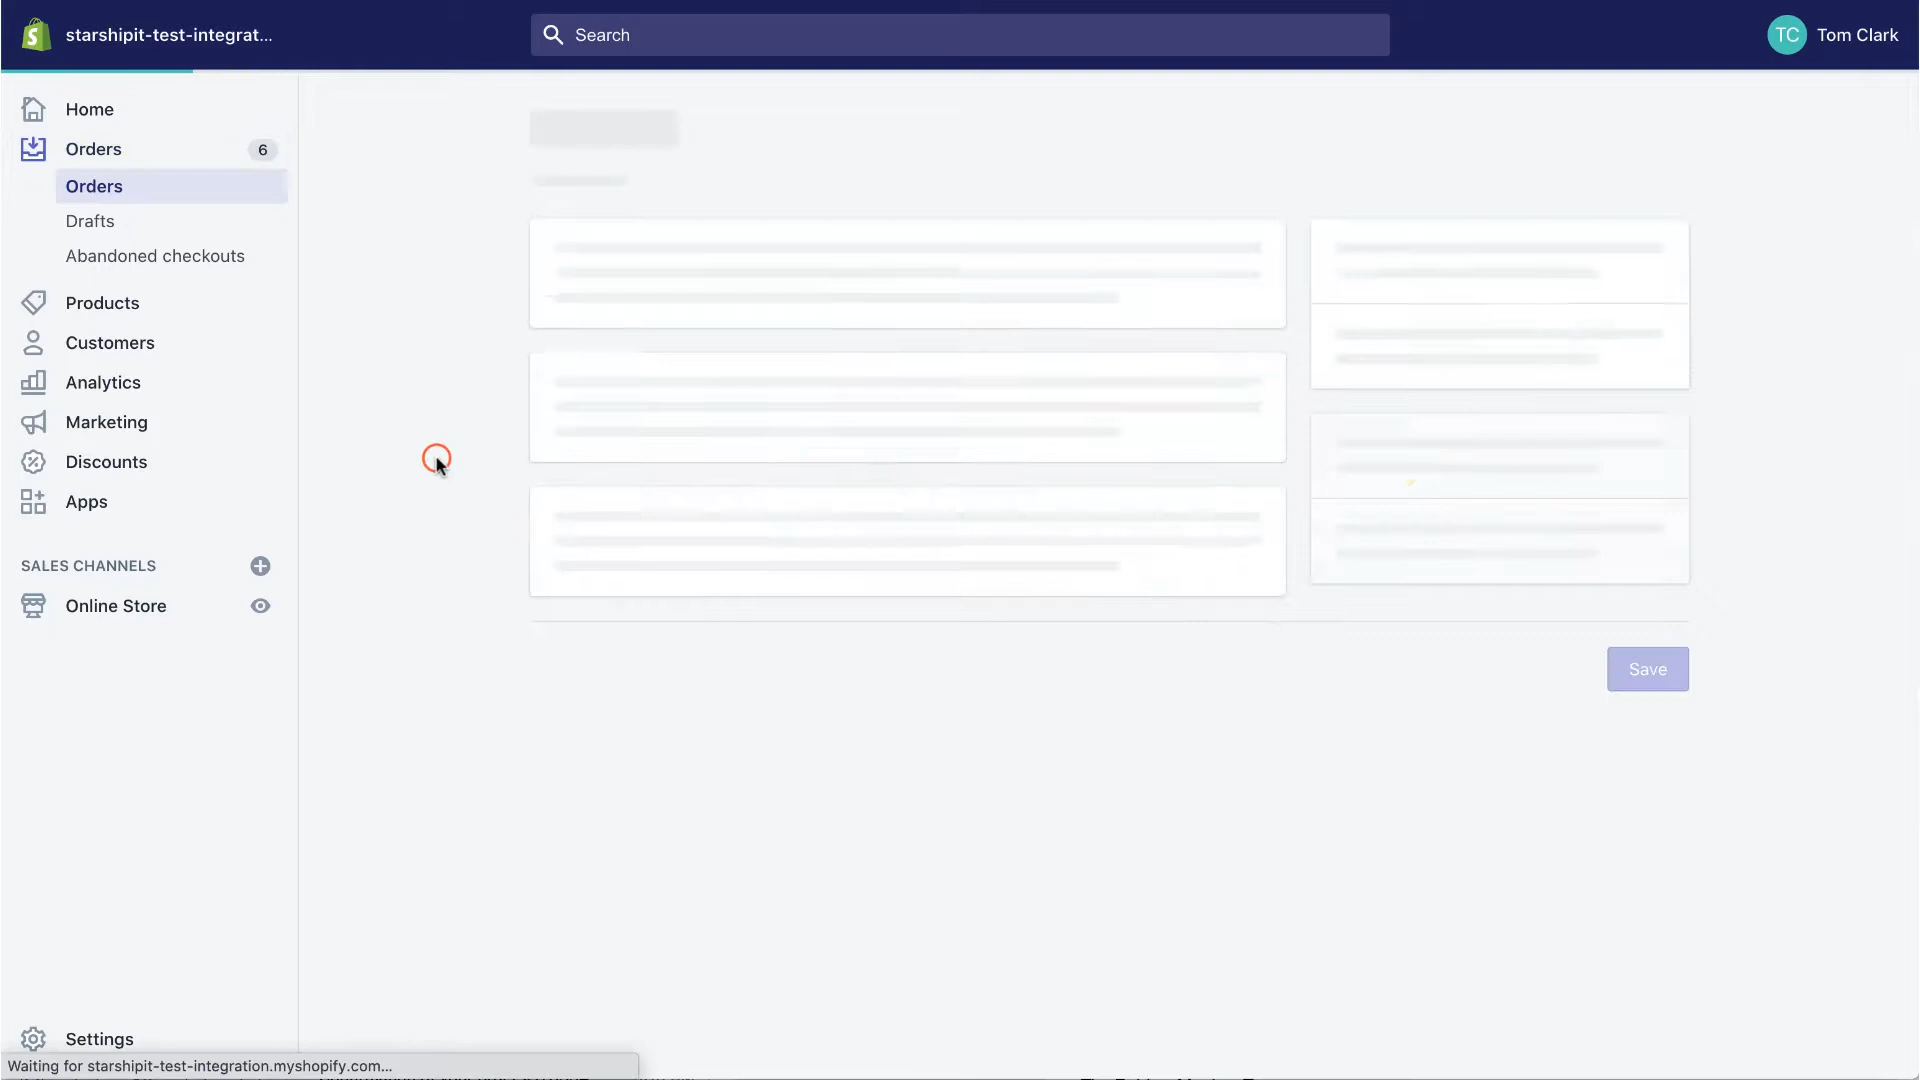 starshipit-test-integrat...
Search
TC
Tom Clark
Home
Orders
6
Orders
Drafts
Abandoned checkouts
Products
Customers
Analytics
Marketing
Discounts
Apps
SALES CHANNELS
Online Store
Save
Settings
Waiting for starshipit-test-integration.myshopify.com...